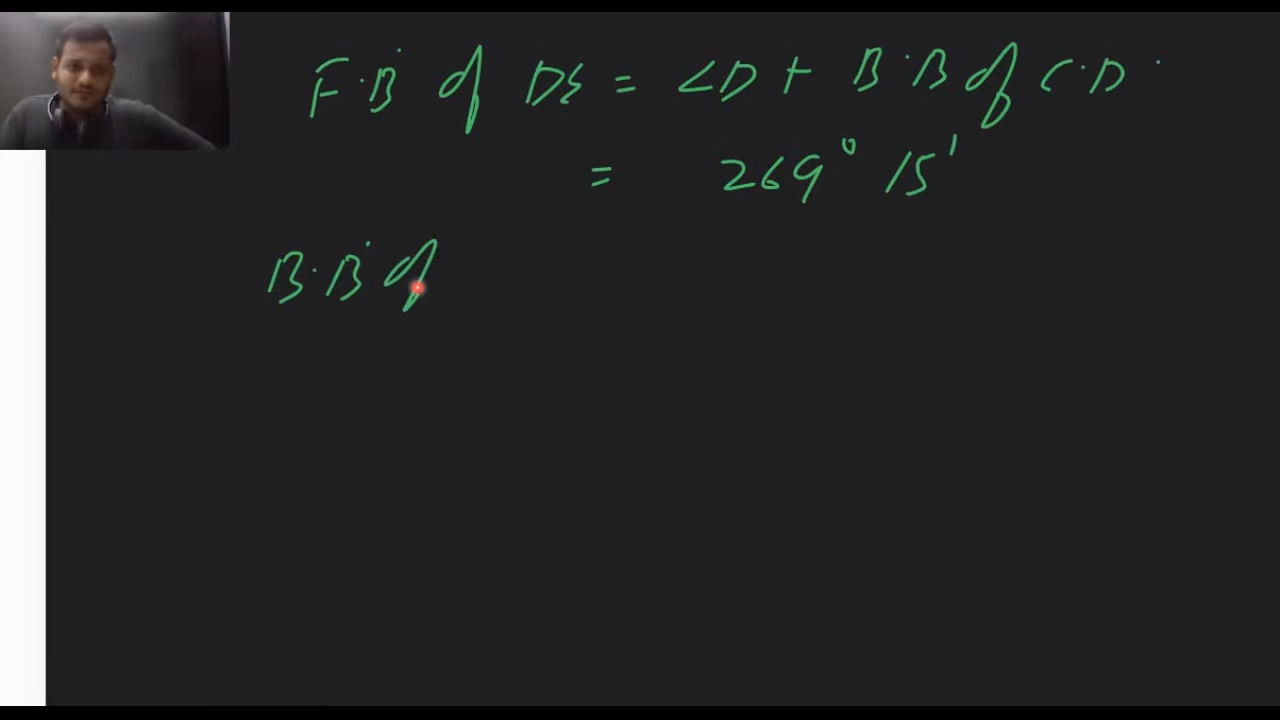 F.B. of DE = ∠D + B.B of C.D.
= 269° 15'
B.B. of